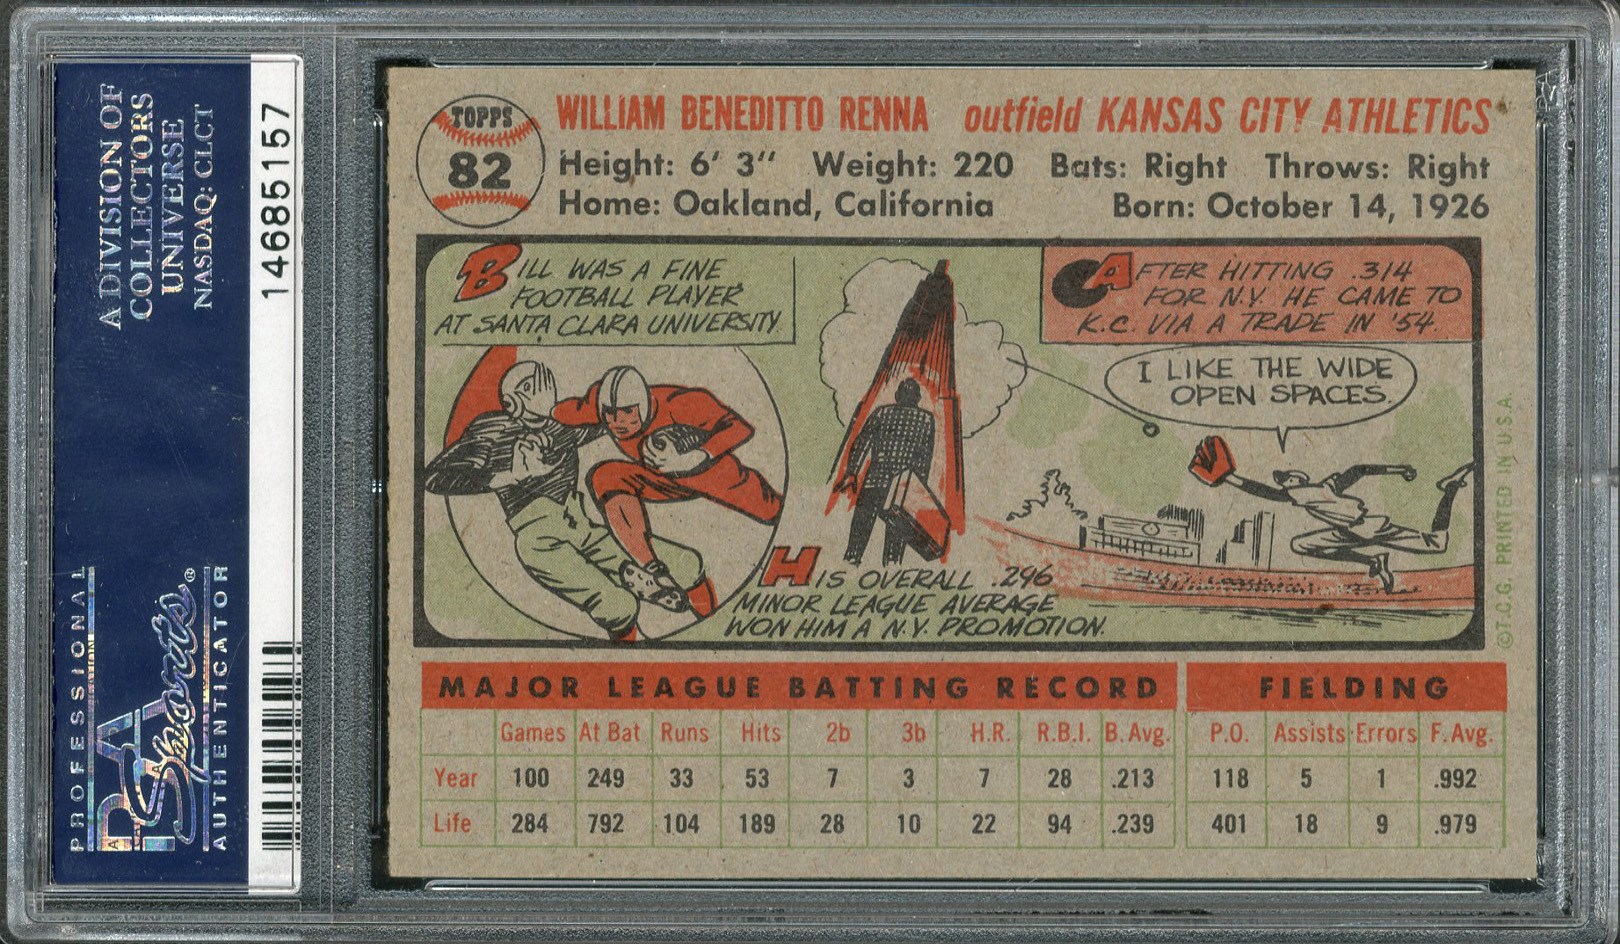 A DIVISION OF
COLLECTORS
UNIVERSE
NASDAQ: CLCT
PROFESSIONAL
PSA
Sports®
AUTHENTICATOR
14685157
TOPPS
82
WILLIAM BENEDITTO RENNA outfield KANSAS CITY ATHLETICS
Height: 6' 3" Weight: 220 Bats: Right Throws: Right
Home: Oakland, California Born: October 14, 1926
BILL WAS A FINE
FOOTBALL PLAYER
AT SANTA CLARA UNIVERSITY.
HIS OVERALL .296
MINOR LEAGUE AVERAGE
WON HIM A N.Y. PROMOTION.
AFTER HITTING .314
FOR N.Y. HE CAME TO
K.C. VIA A TRADE IN '54.
I LIKE THE WIDE
OPEN SPACES.
©T.C.G. PRINTED IN U.S.A.
MAJOR LEAGUE BATTING RECORD FIELDING
Games At Bat Runs Hits 2b 3b H.R. R.B.I. B. Avg. P.O. Assists Errors F. Avg.
Year 100 249 33 53 7 3 7 28 .213 118 5 1 .992
Life 284 792 104 189 28 10 22 94 .239 401 18 9 .979